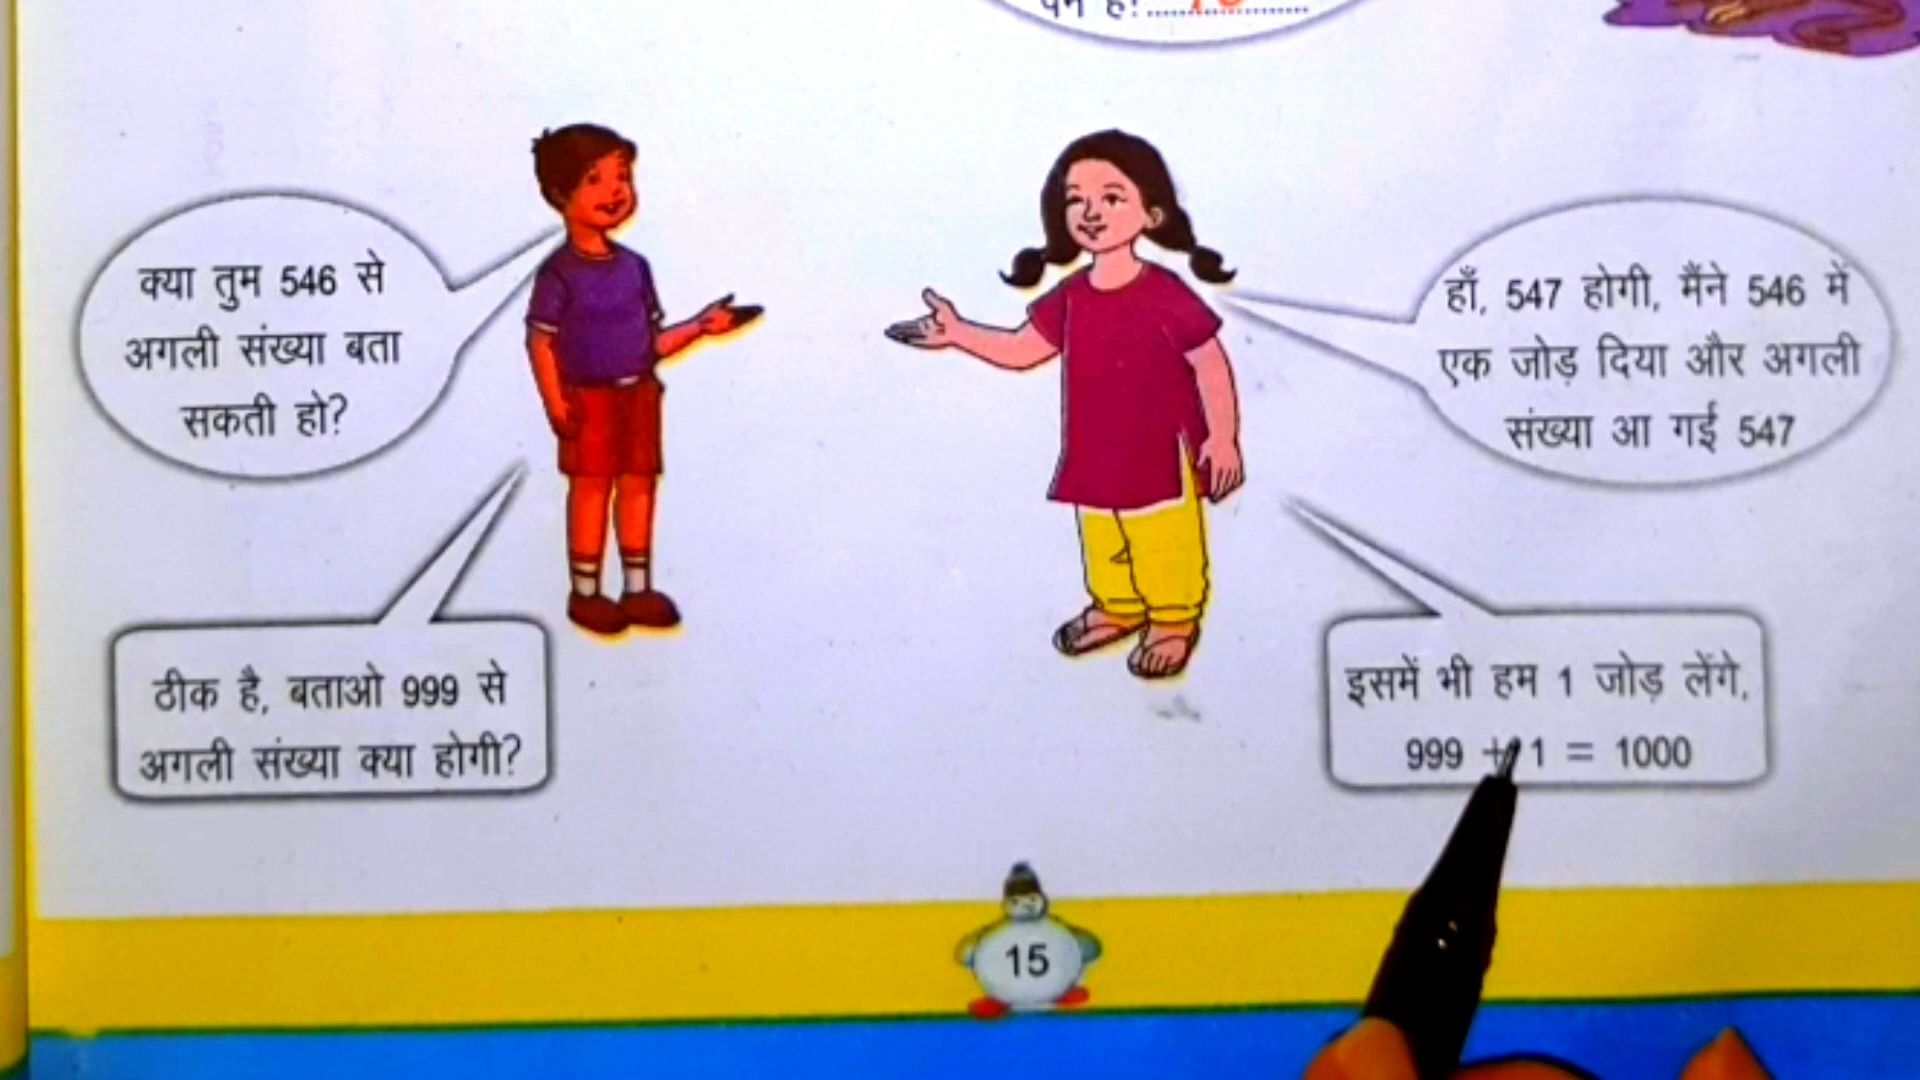 क्या तुम 546 से
अगली संख्या बता
सकती हो?
हाँ, 547 होगी, मैंने 546 में
एक जोड़ दिया और अगली
संख्या आ गई 547
ठीक है, बताओ 999 से
अगली संख्या क्या होगी?
इसमें भी हम 1 जोड़ लेंगे,
999 + 1 = 1000
15